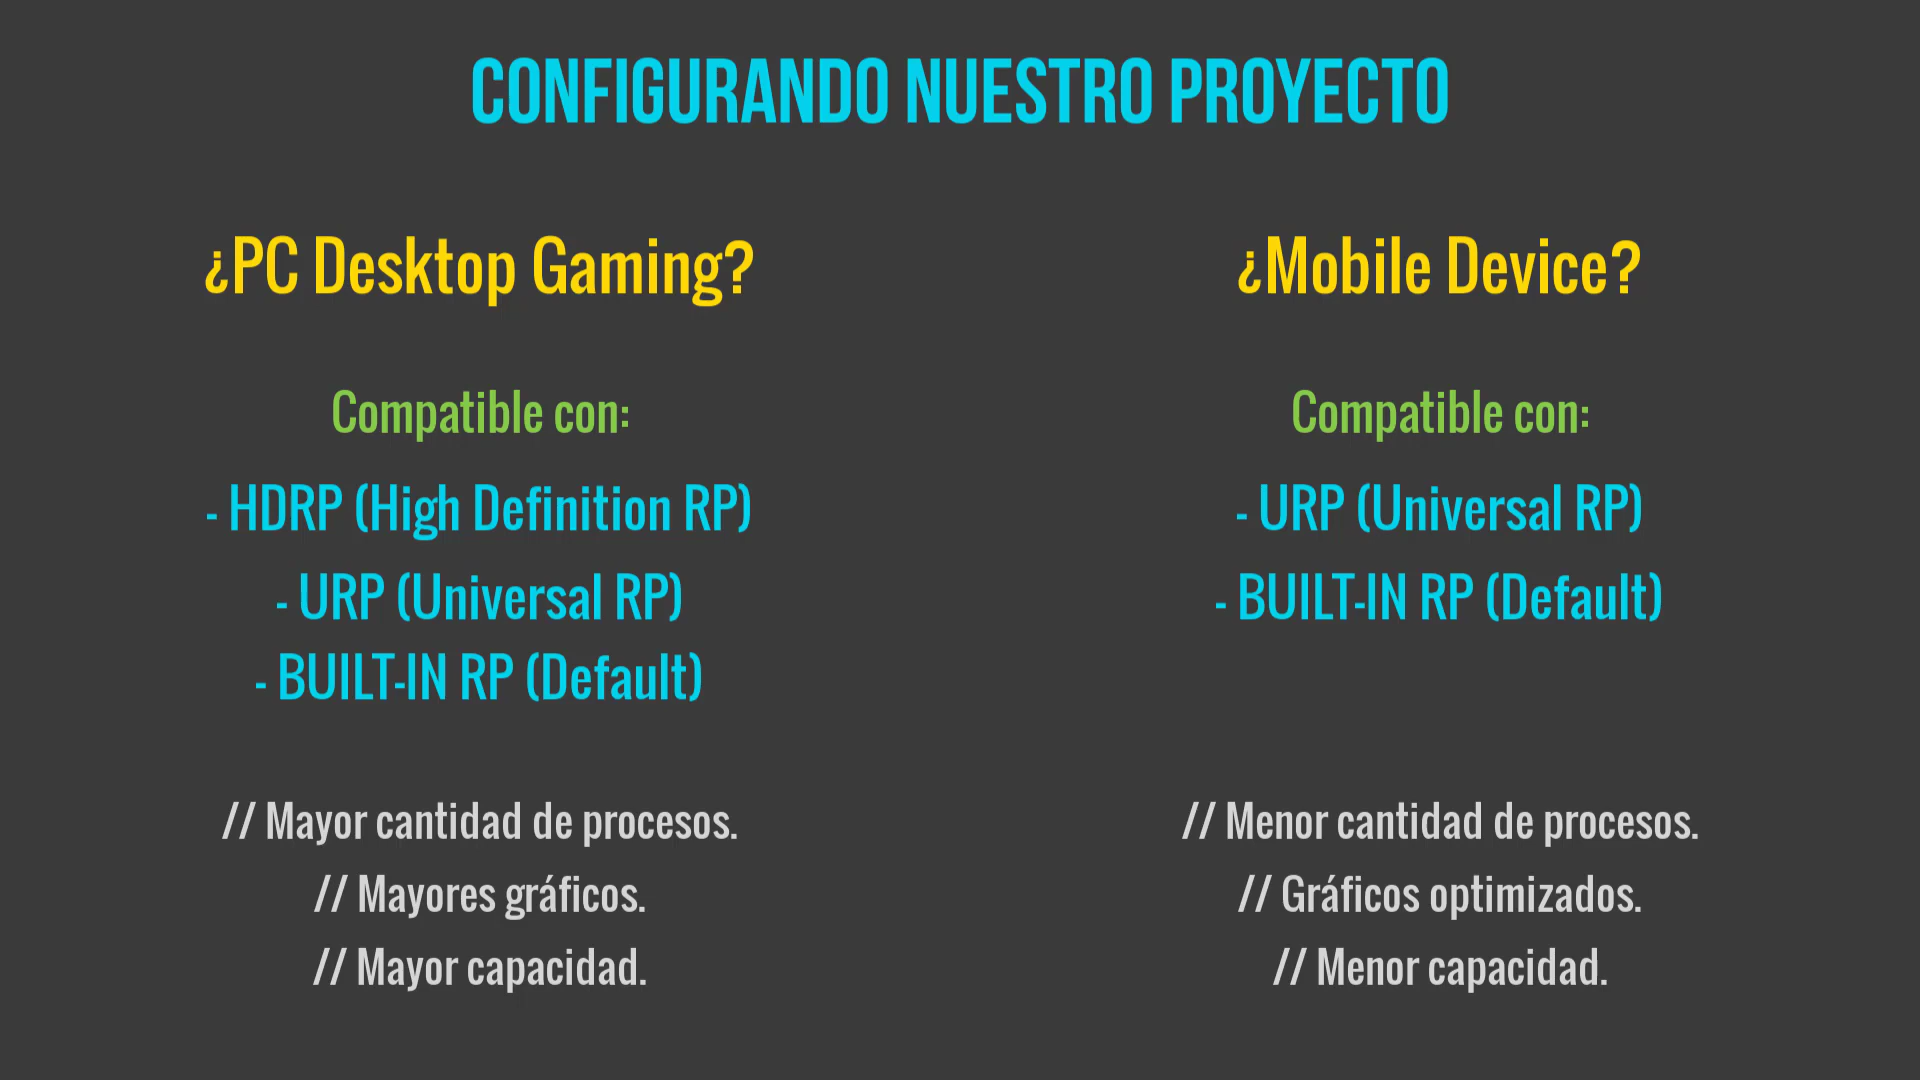 CONFIGURANDO NUESTRO PROYECTO
¿PC Desktop Gaming?
Compatible con:
- HDRP (High Definition RP)
- URP (Universal RP)
- BUILT-IN RP (Default)
// Mayor cantidad de procesos.
// Mayores gráficos.
// Mayor capacidad.
¿Mobile Device?
Compatible con:
- URP (Universal RP)
- BUILT-IN RP (Default)
// Menor cantidad de procesos.
// Gráficos optimizados.
// Menor capacidad.